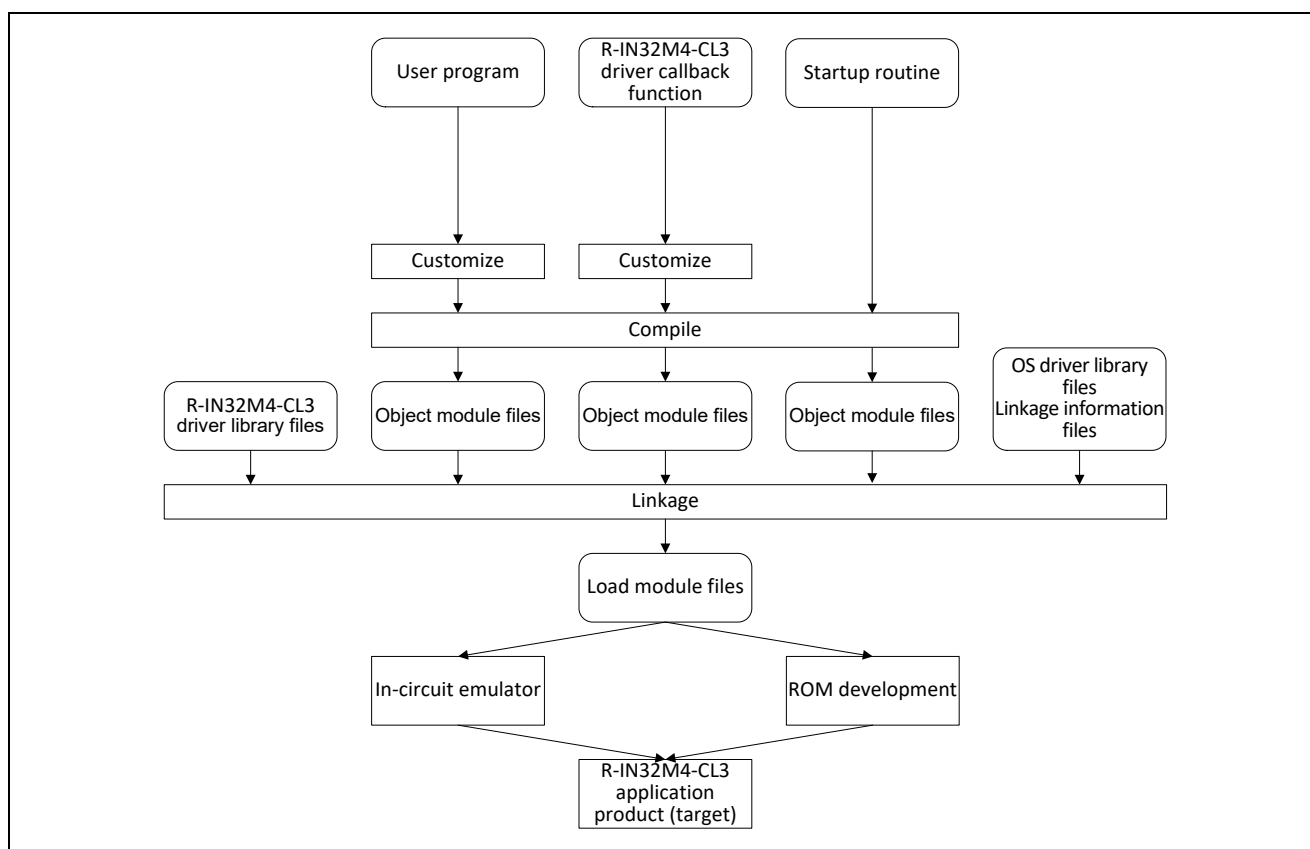 User program
R-IN32M4-CL3
driver callback
function
Startup routine
Customize
Customize
Compile
R-IN32M4-CL3
driver library files
Object module files
Object module files
Object module files
OS driver library
files
Linkage information
files
Linkage
Load module files
In-circuit emulator
ROM development
R-IN32M4-CL3
application
product (target)